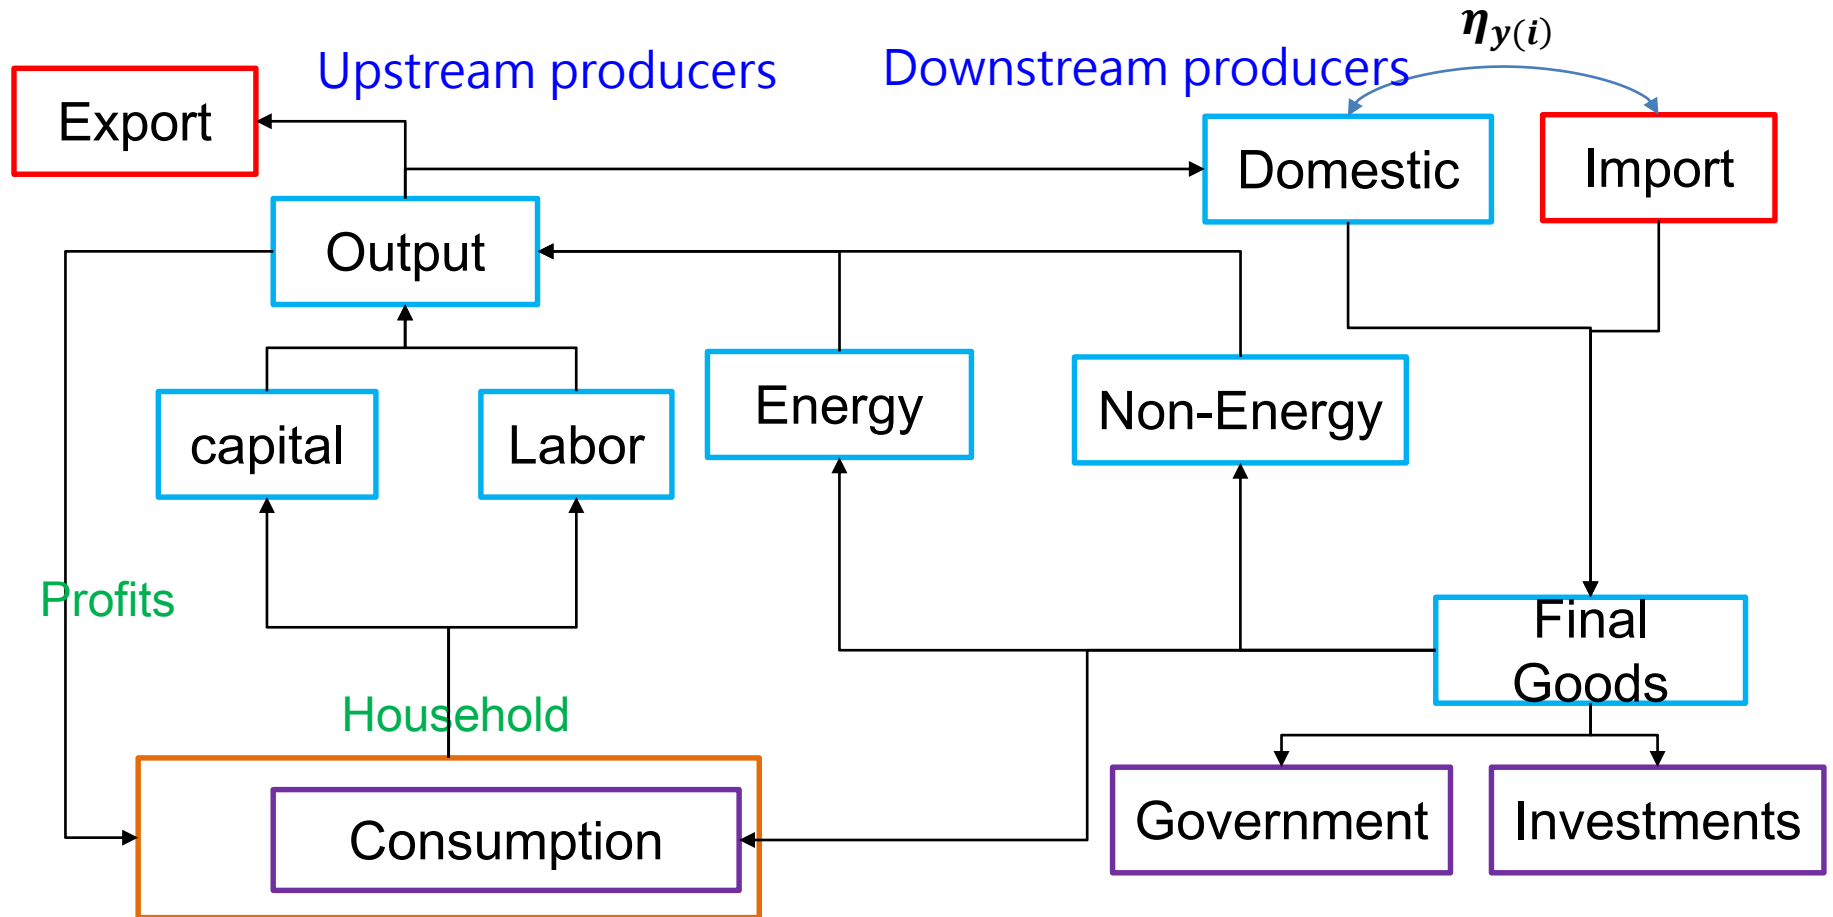 η_y(i)
Upstream producers
Downstream producers
Export
Domestic
Import
Output
Energy
Non-Energy
capital
Labor
Profits
Final
Goods
Household
Government
Investments
Consumption